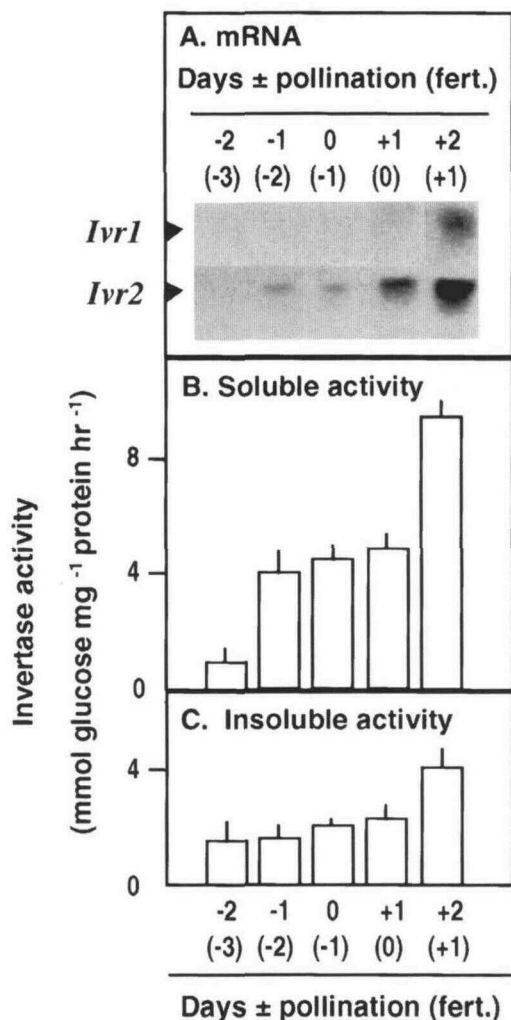 A. mRNA
Days ± pollination (fert.)
-2 -1 0 +1 +2
(-3) (-2) (-1) (0) (+1)
Ivr1
Ivr2
B. Soluble activity
8
4
0
C. Insoluble activity
4
0
Invertase activity
(mmol glucose mg -1 protein hr -1)
-2 -1 0 +1 +2
(-3) (-2) (-1) (0) (+1)
Days ± pollination (fert.)